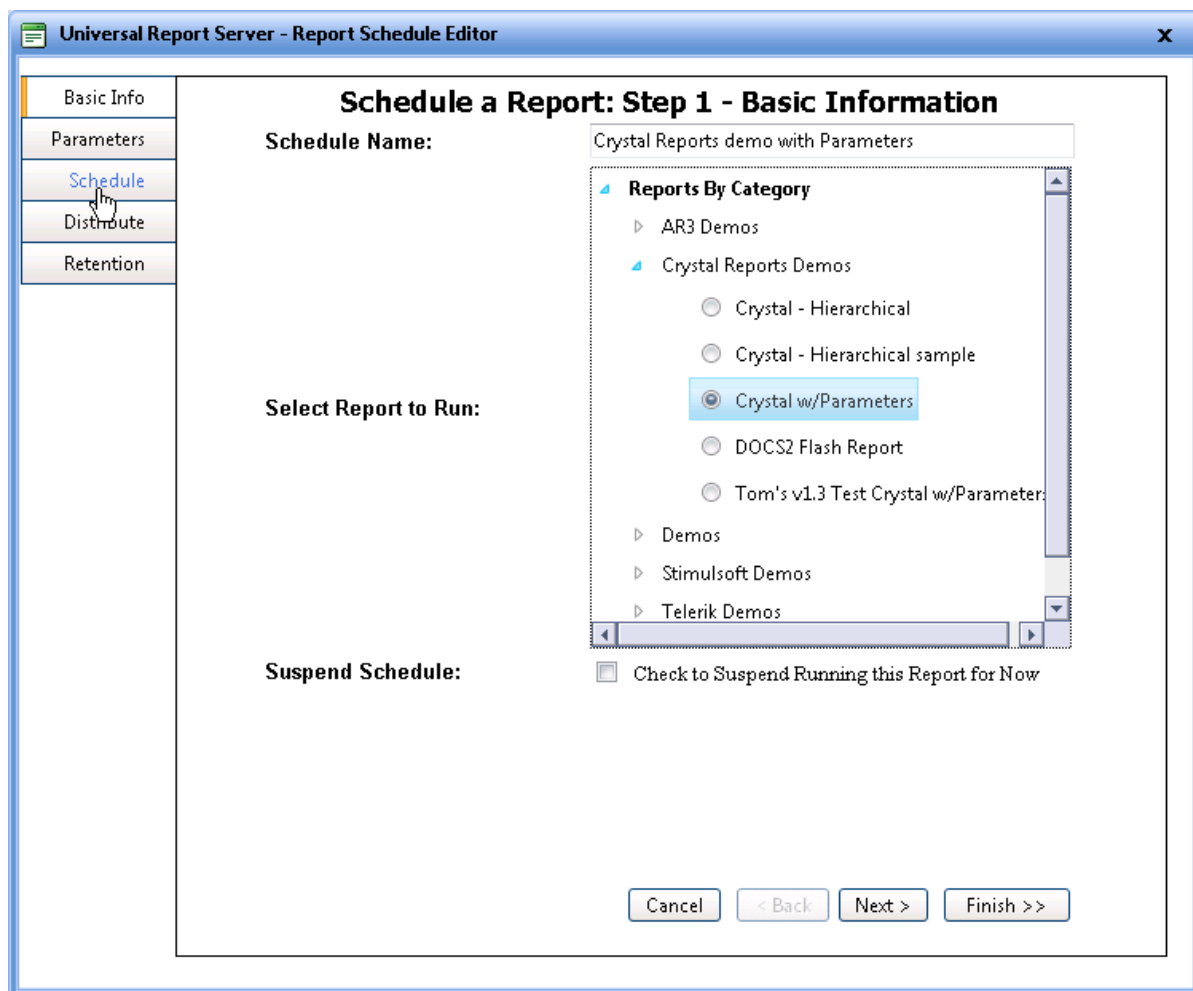 Universal Report Server - Report Schedule Editor
x
Basic Info
Parameters
Schedule
Distribute
Retention
Schedule a Report: Step 1 - Basic Information
Schedule Name:
Crystal Reports demo with Parameters
Select Report to Run:
Reports By Category
AR3 Demos
Crystal Reports Demos
Crystal - Hierarchical
Crystal - Hierarchical sample
Crystal w/Parameters
DOCS2 Flash Report
Tom's v1.3 Test Crystal w/Parameter
Demos
Stimulsoft Demos
Telerik Demos
Suspend Schedule:
Check to Suspend Running this Report for Now
Cancel
< Back
Next >
Finish >>